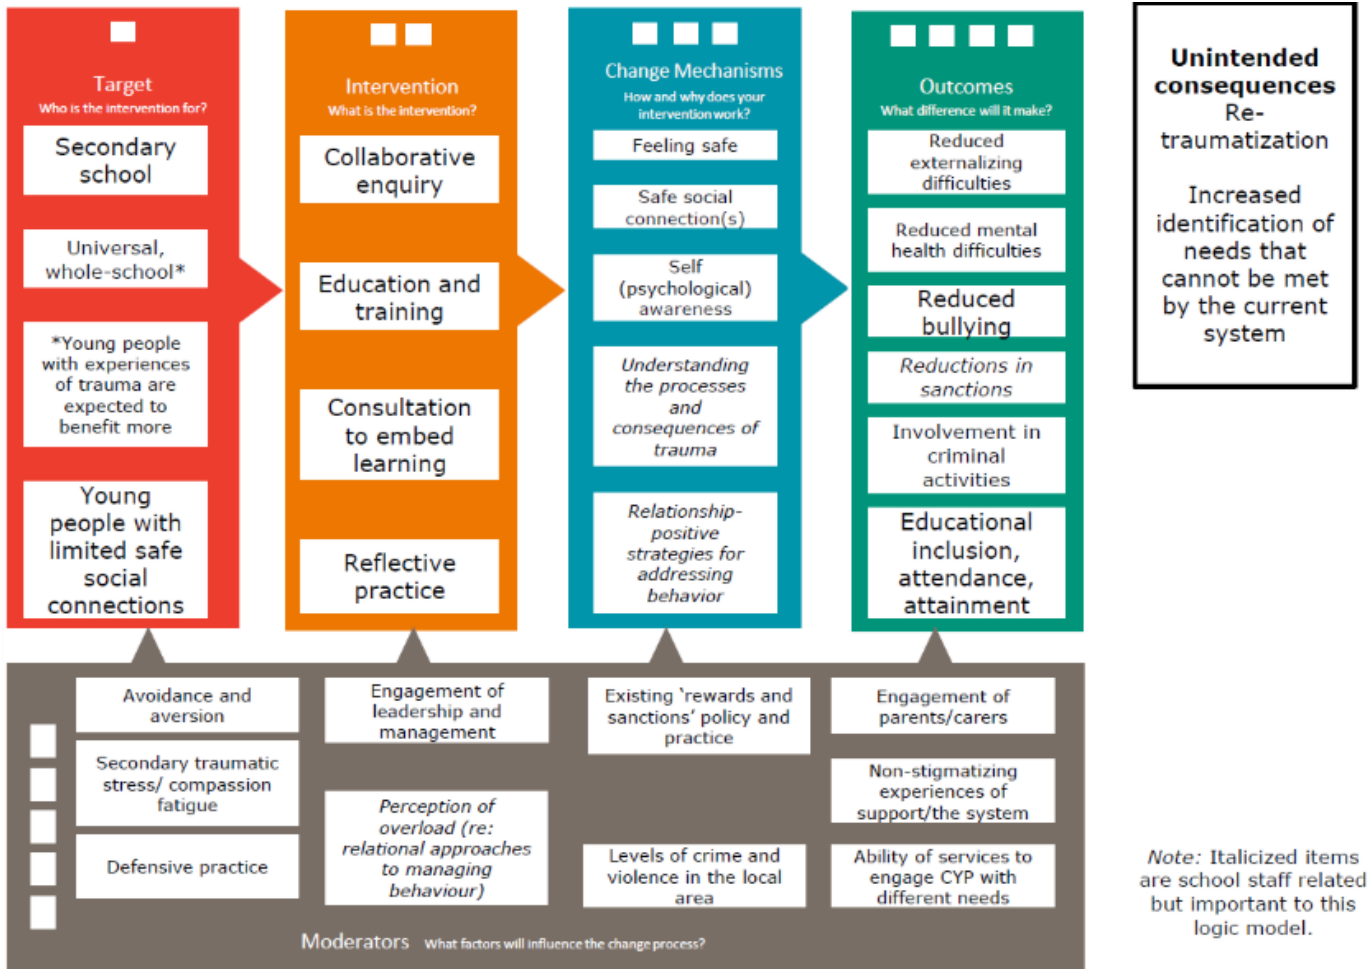 Target
Who is the intervention for?
Secondary
school
Universal,
whole-school*
*Young people
with experiences
of trauma are
expected to
benefit more
Young
people with
limited safe
social
connections
Intervention
What is the intervention?
Collaborative
enquiry
Education and
training
Consultation
to embed
learning
Reflective
practice
Change Mechanisms
How and why does your
intervention work?
Feeling safe
Safe social
connection(s)
Self
(psychological)
awareness
Understanding
the processes
and
consequences of
trauma
Relationship-
positive
strategies for
addressing
behavior
Outcomes
What difference will it make?
Reduced
externalizing
difficulties
Reduced mental
health difficulties
Reduced
bullying
Reductions in
sanctions
Involvement in
criminal
activities
Educational
inclusion,
attendance,
attainment
Unintended
consequences
Re-
traumatization
Increased
identification of
needs that
cannot be met
by the current
system
Avoidance and
aversion
Secondary traumatic
stress/ compassion
fatigue
Defensive practice
Engagement of
leadership and
management
Perception of
overload (re:
relational approaches
to managing
behaviour)
Existing ‘rewards and
sanctions’ policy and
practice
Levels of crime and
violence in the local
area
Engagement of
parents/carers
Non-stigmatizing
experiences of
support/the system
Ability of services to
engage CYP with
different needs
Moderators What factors will influence the change process?
Note: Italicized items
are school staff related
but important to this
logic model.